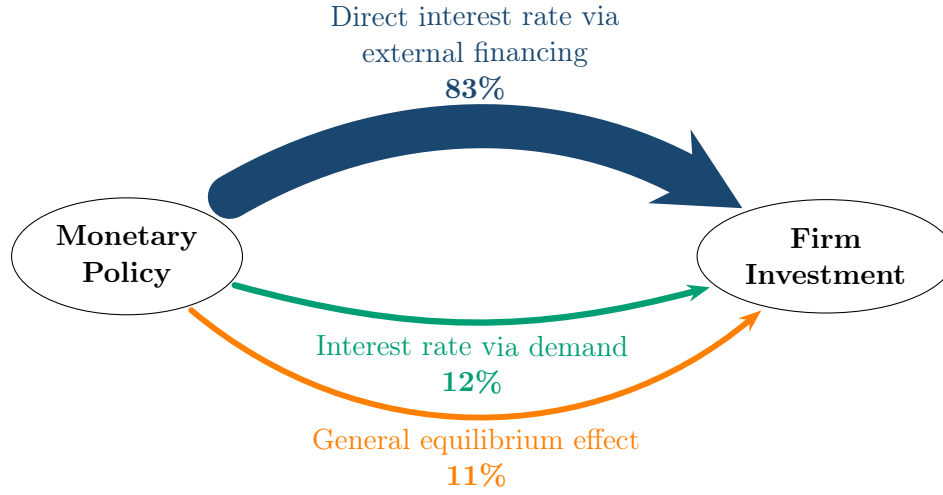 Direct interest rate via
external financing
83%
Monetary
Policy
Firm
Investment
Interest rate via demand
12%
General equilibrium effect
11%